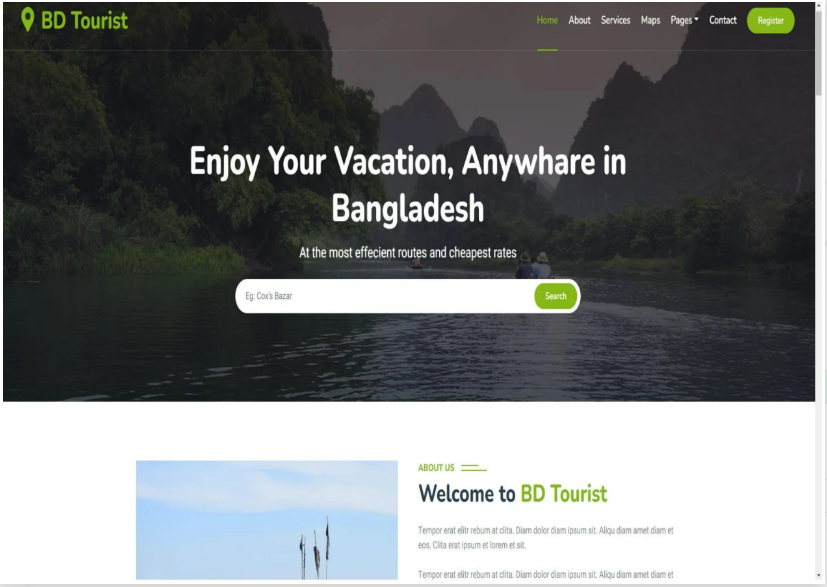 BD Tourist
Home About Services Maps Pages Contact Register
Enjoy Your Vacation, Anywhare in
Bangladesh
At the most effecient routes and cheapest rates
Eg: Cox's Bazar Search
ABOUT US
Welcome to BD Tourist
Tempor erat elitr rebum at clita. Diam dolor diam ipsum sit. Aliqu diam amet diam et
eos. Clita erat ipsum et lorem et sit.
Tempor erat elitr rebum at clita. Diam dolor diam ipsum sit. Aliqu diam amet diam et